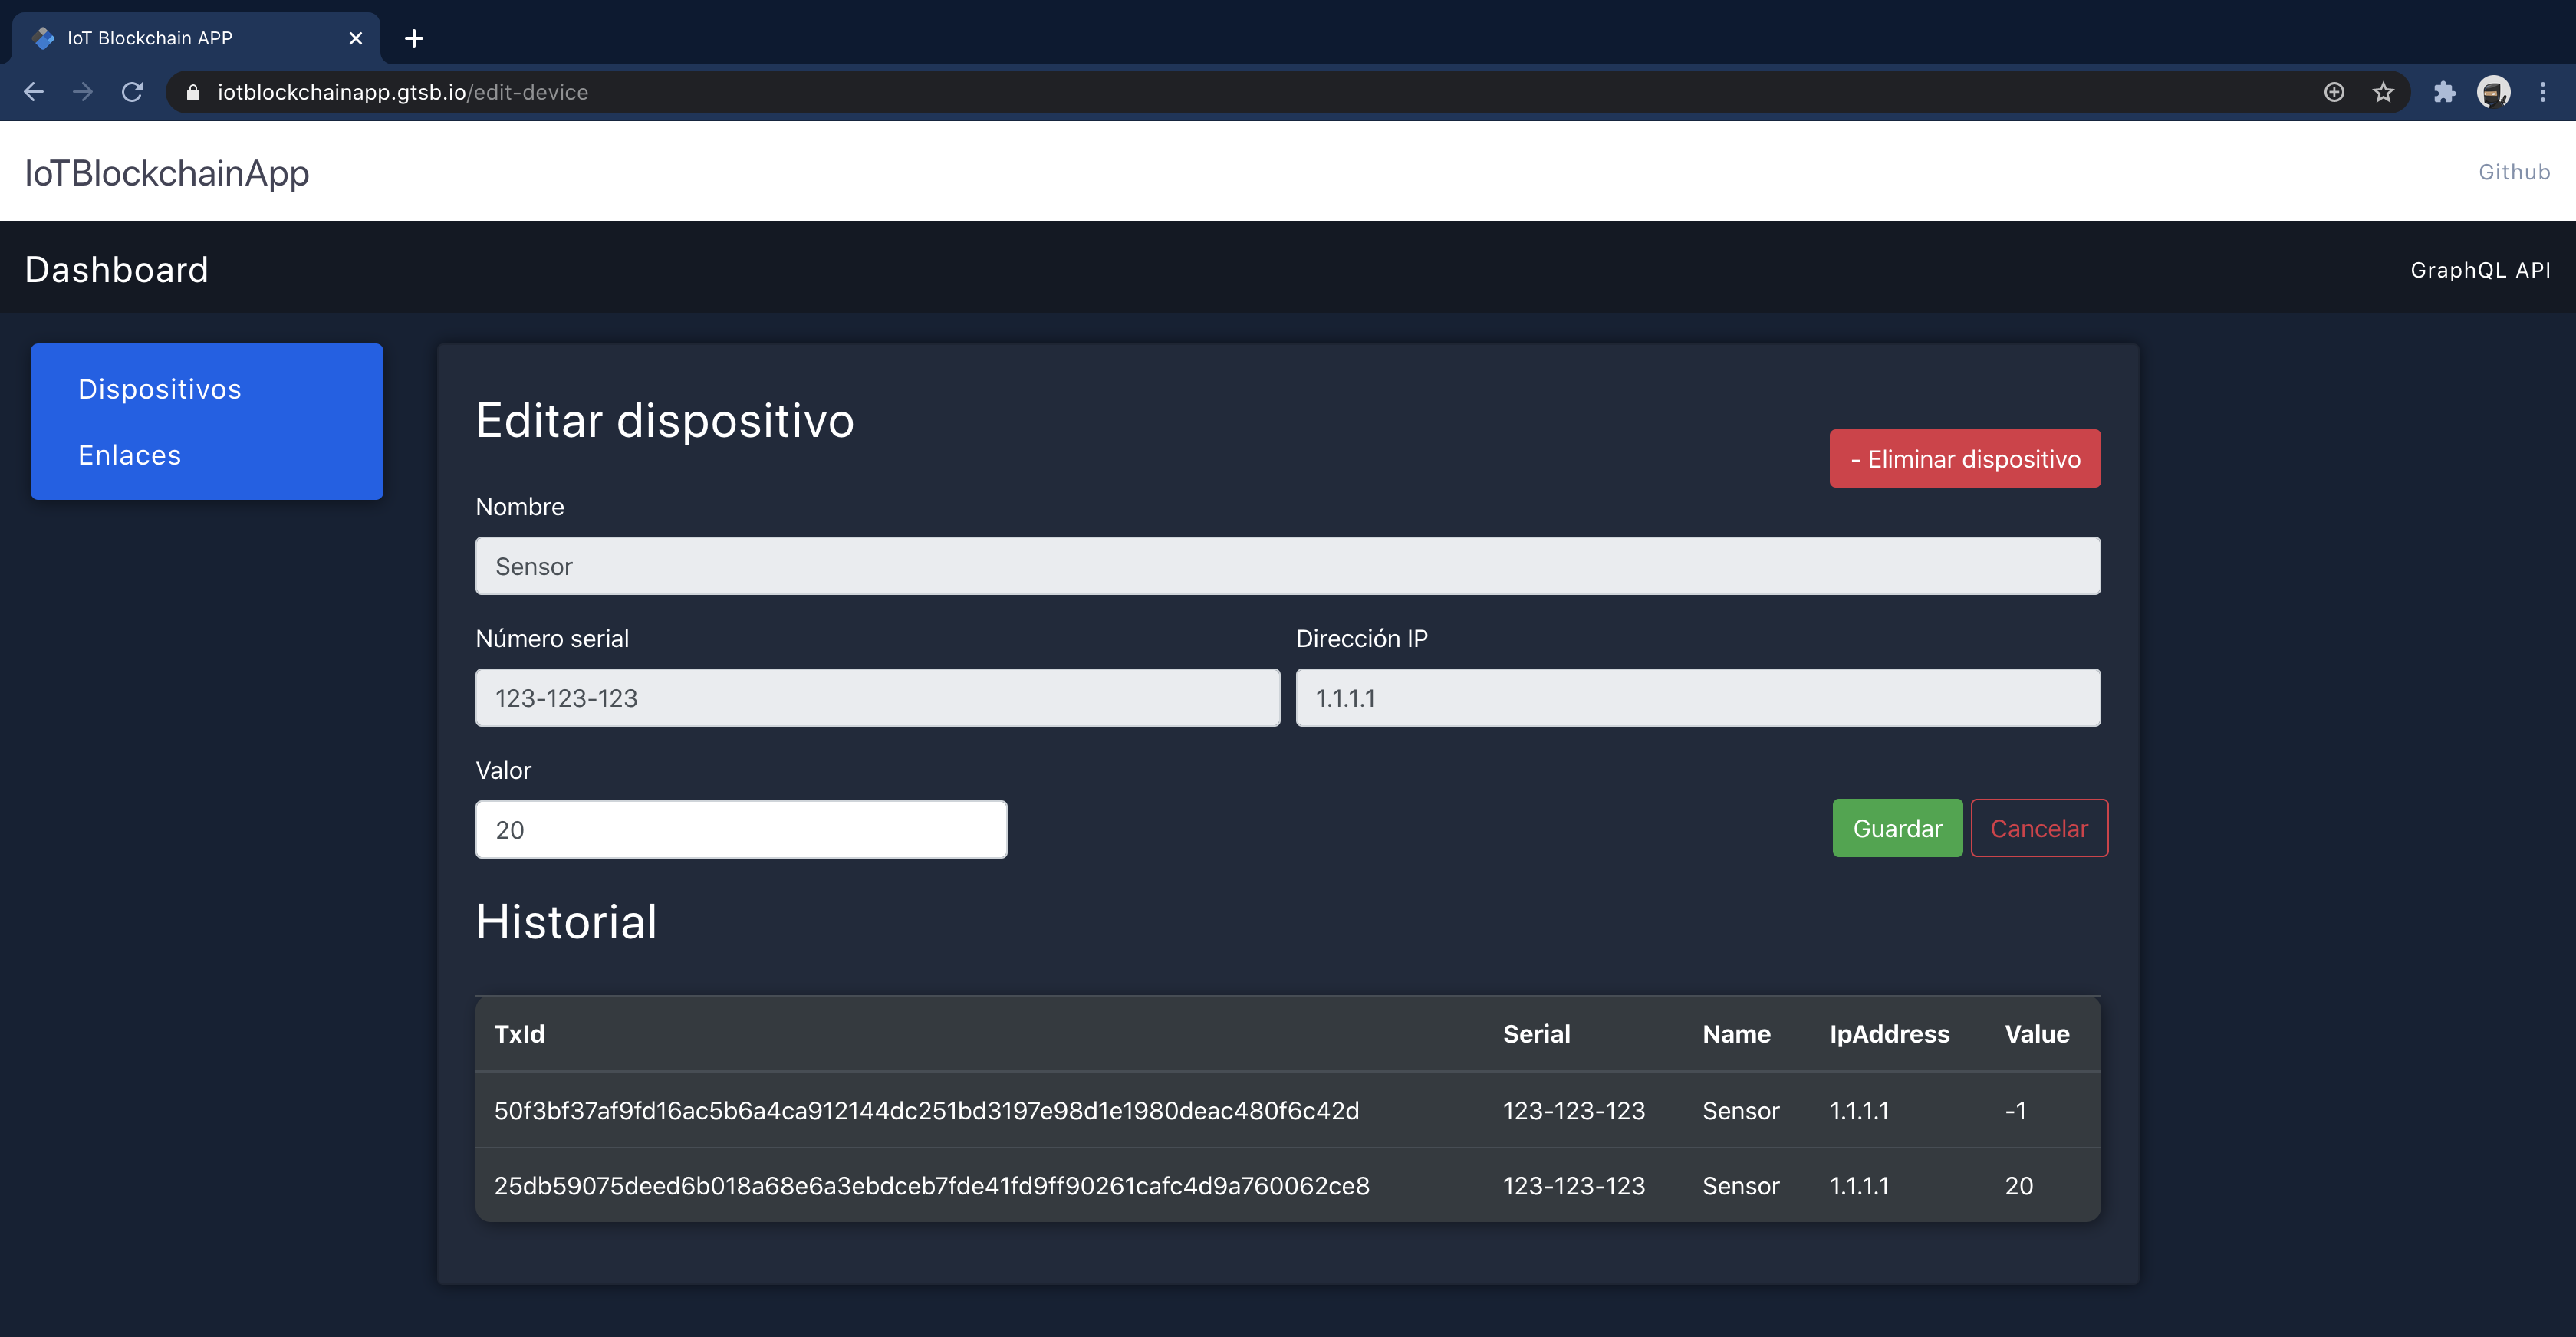 IoT Blockchain APP
iotblockchainapp.gtsb.io/edit-device
IoTBlockchainApp
Github
Dashboard
GraphQL API
Dispositivos
Enlaces
Editar dispositivo
- Eliminar dispositivo
Nombre
Sensor
Número serial Dirección IP
123-123-123 1.1.1.1
Valor
20
Guardar Cancelar
Historial
TxId Serial Name IpAddress Value
50f3bf37af9fd16ac5b6a4ca912144dc251bd3197e98d1e1980deac480f6c42d 123-123-123 Sensor 1.1.1.1 -1
25db59075deed6b018a68e6a3ebdceb7fde41fd9ff90261cafc4d9a760062ce8 123-123-123 Sensor 1.1.1.1 20